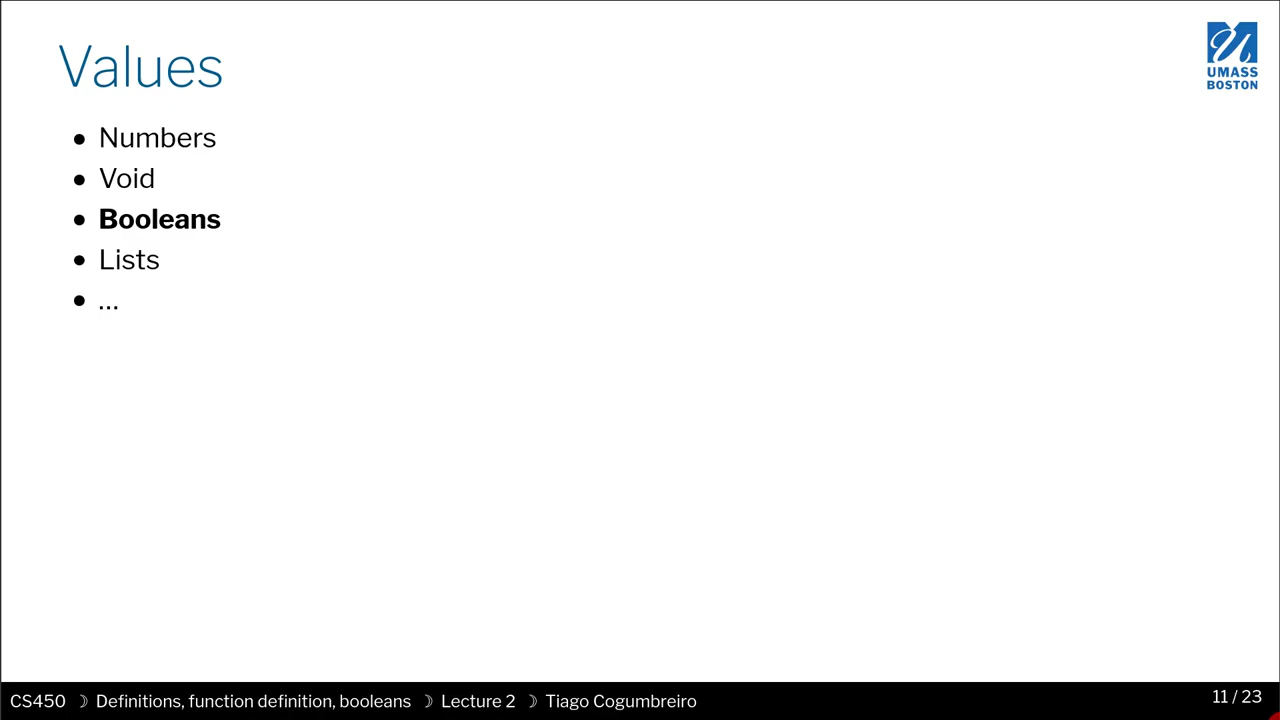 Values
UMASS
BOSTON
• Numbers
• Void
• Booleans
• Lists
• ...
CS450 ☽ Definitions, function definition, booleans ☽ Lecture 2 ☽ Tiago Cogumbreiro
11 / 23